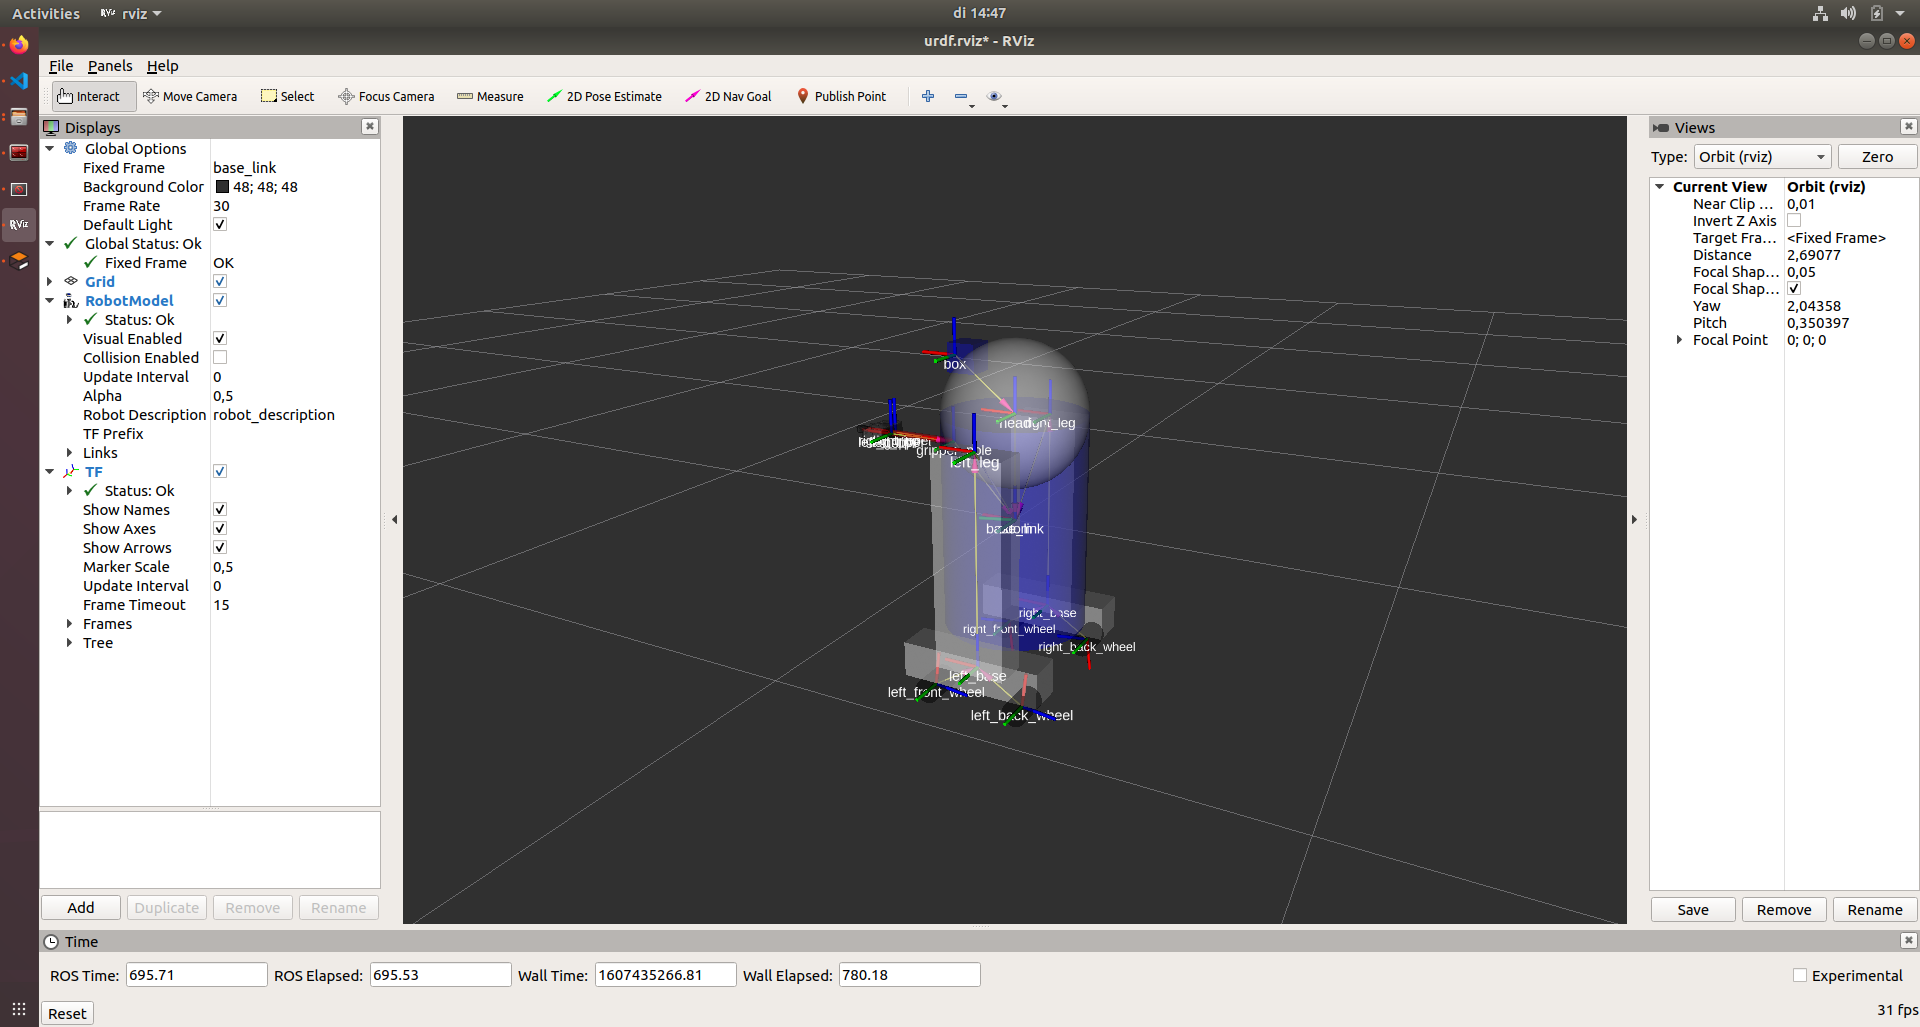 Activities RViz rviz di 14:47
urdf.rviz* - RViz
File Panels Help
Interact Move Camera Select Focus Camera Measure 2D Pose Estimate 2D Nav Goal Publish Point
Displays
Global Options
Fixed Frame base_link
Background Color 48; 48; 48
Frame Rate 30
Default Light
Global Status: Ok
Fixed Frame OK
Grid
RobotModel
Status: Ok
Visual Enabled
Collision Enabled
Update Interval 0
Alpha 0,5
Robot Description robot_description
TF Prefix
Links
TF
Status: Ok
Show Names
Show Axes
Show Arrows
Marker Scale 0,5
Update Interval 0
Frame Timeout 15
Frames
Tree
Add Duplicate Remove Rename
RViz
box
head
right_leg
left_leg
right_base
right_front_wheel
right_back_wheel
left_base
left_front_wheel
left_back_wheel
Views
Type: Orbit (rviz) Zero
Current View Orbit (rviz)
Near Clip ... 0,01
Invert Z Axis
Target Fra... <Fixed Frame>
Distance 2,69077
Focal Shap... 0,05
Focal Shap...
Yaw 2,04358
Pitch 0,350397
Focal Point 0; 0; 0
Save Remove Rename
Time
ROS Time: 695.71 ROS Elapsed: 695.53 Wall Time: 1607435266.81 Wall Elapsed: 780.18 Experimental
Reset 31 fps